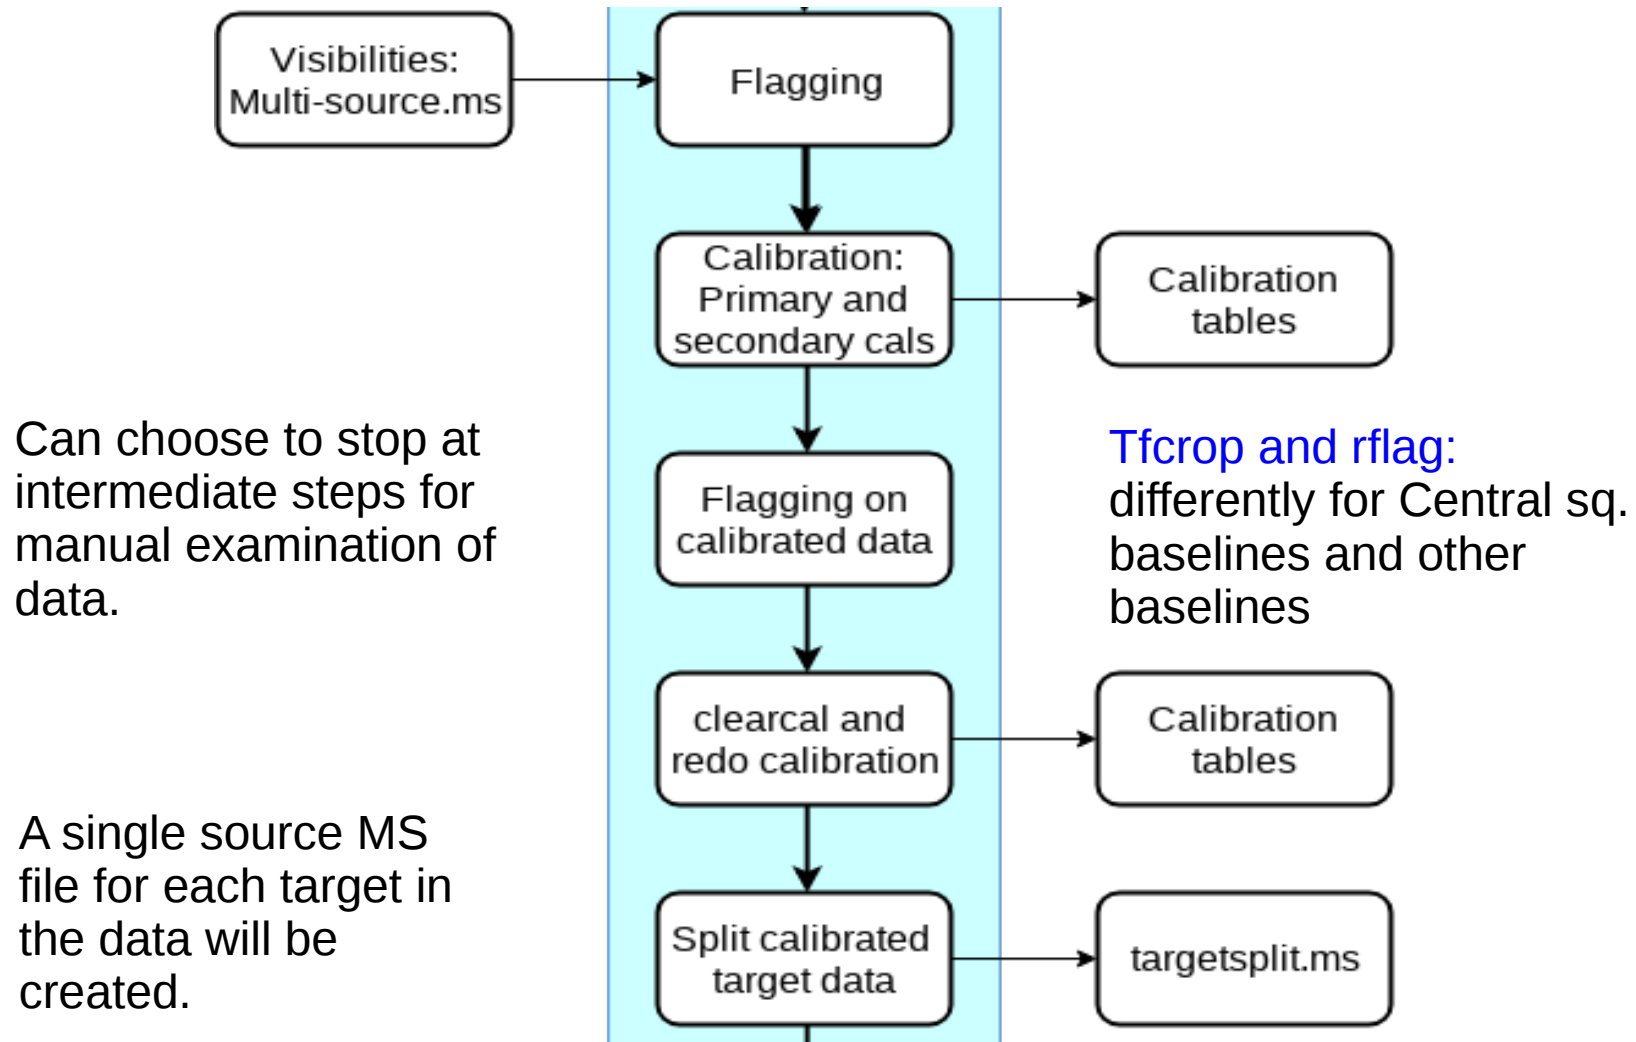 Visibilities:
Multi-source.ms
Flagging
Calibration:
Primary and
secondary cals
Calibration
tables
Can choose to stop at
intermediate steps for
manual examination of
data.
Flagging on
calibrated data
Tfcrop and rflag:
differently for Central sq.
baselines and other
baselines
clearcal and
redo calibration
Calibration
tables
A single source MS
file for each target in
the data will be
created.
Split calibrated
target data
targetsplit.ms